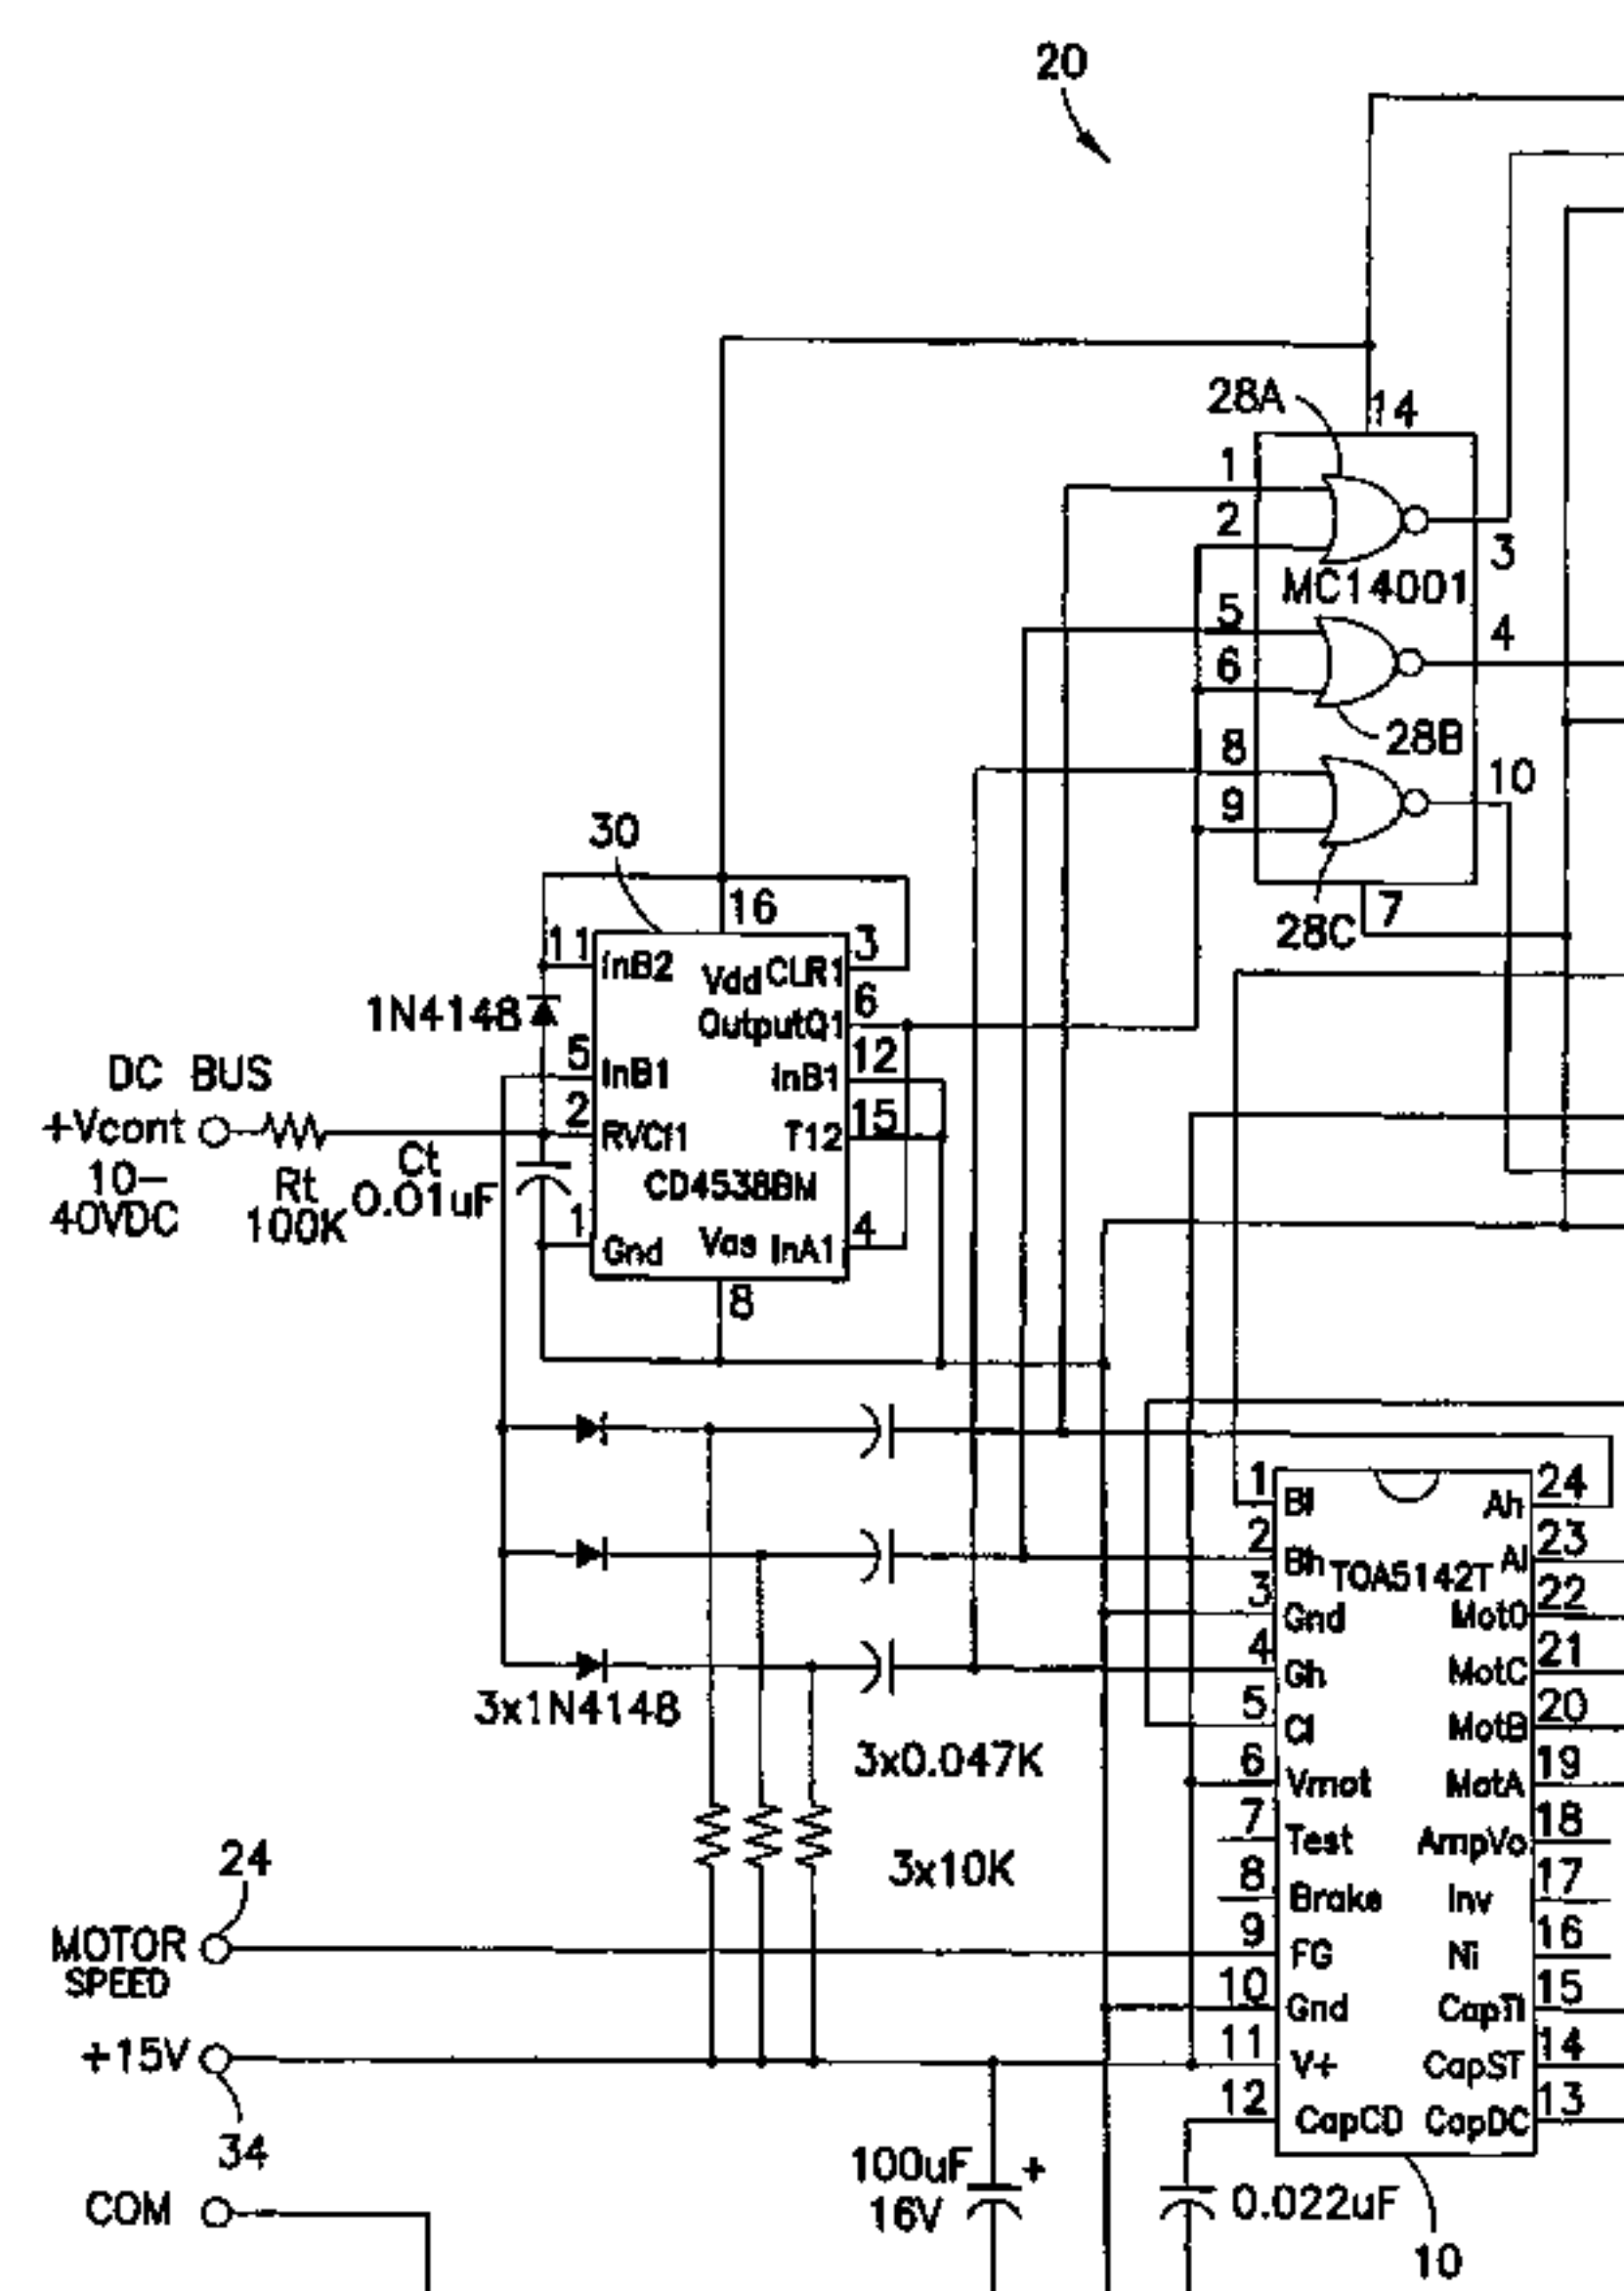 20
14
28A
1
2
3
MC14001
5
4
6
28B
8
10
9
30
7
28C
16
11
3
InB2
Vdd
CLR1
6
1N4148
OutputQ1
5
12
DC BUS
InB1
InB1
2
15
+Vcont
RVCf1
T12
10-
40VDC
Rt
100K
Ct
0.01uF
CD4538BM
1
4
Gnd
Vas
InA1
8
1
24
Bl
Ah
2
23
Bh
TOA5142T
Al
3
22
Gnd
MotO
4
21
Gh
MotC
3x1N4148
5
20
Cl
MotB
3x0.047K
6
19
Vmot
MotA
7
18
Test
AmpVo
24
3x10K
8
17
Brake
Inv
MOTOR
SPEED
9
16
FG
Ni
10
15
Gnd
CapTI
+15V
11
14
V+
CapST
12
13
CapCD
CapDC
34
100uF
16V
+
COM
0.022uF
10